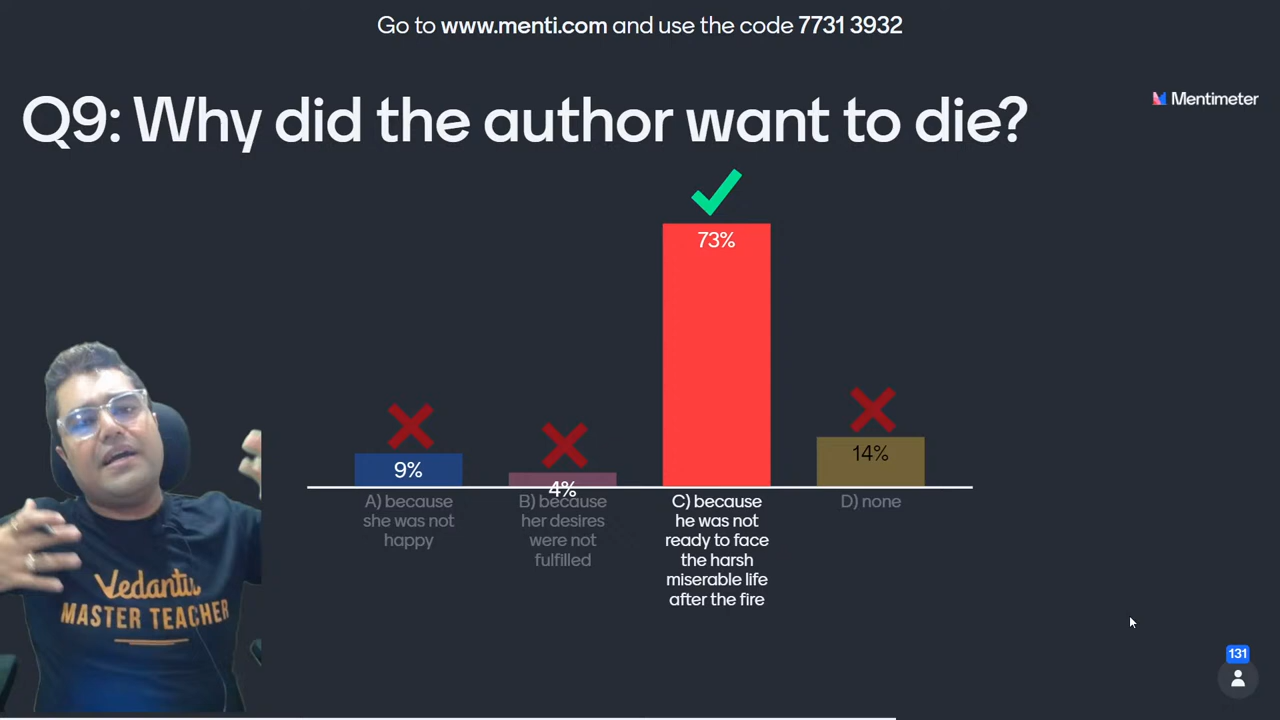 Go to www.menti.com and use the code 7731 3932
Q9: Why did the author want to die?
Mentimeter
73%
9%
4%
14%
A) because
she was not
happy
B) because
her desires
were not
fulfilled
C) because
he was not
ready to face
the harsh
miserable life
after the fire
D) none
Vedantu
MASTER TEACHER
131